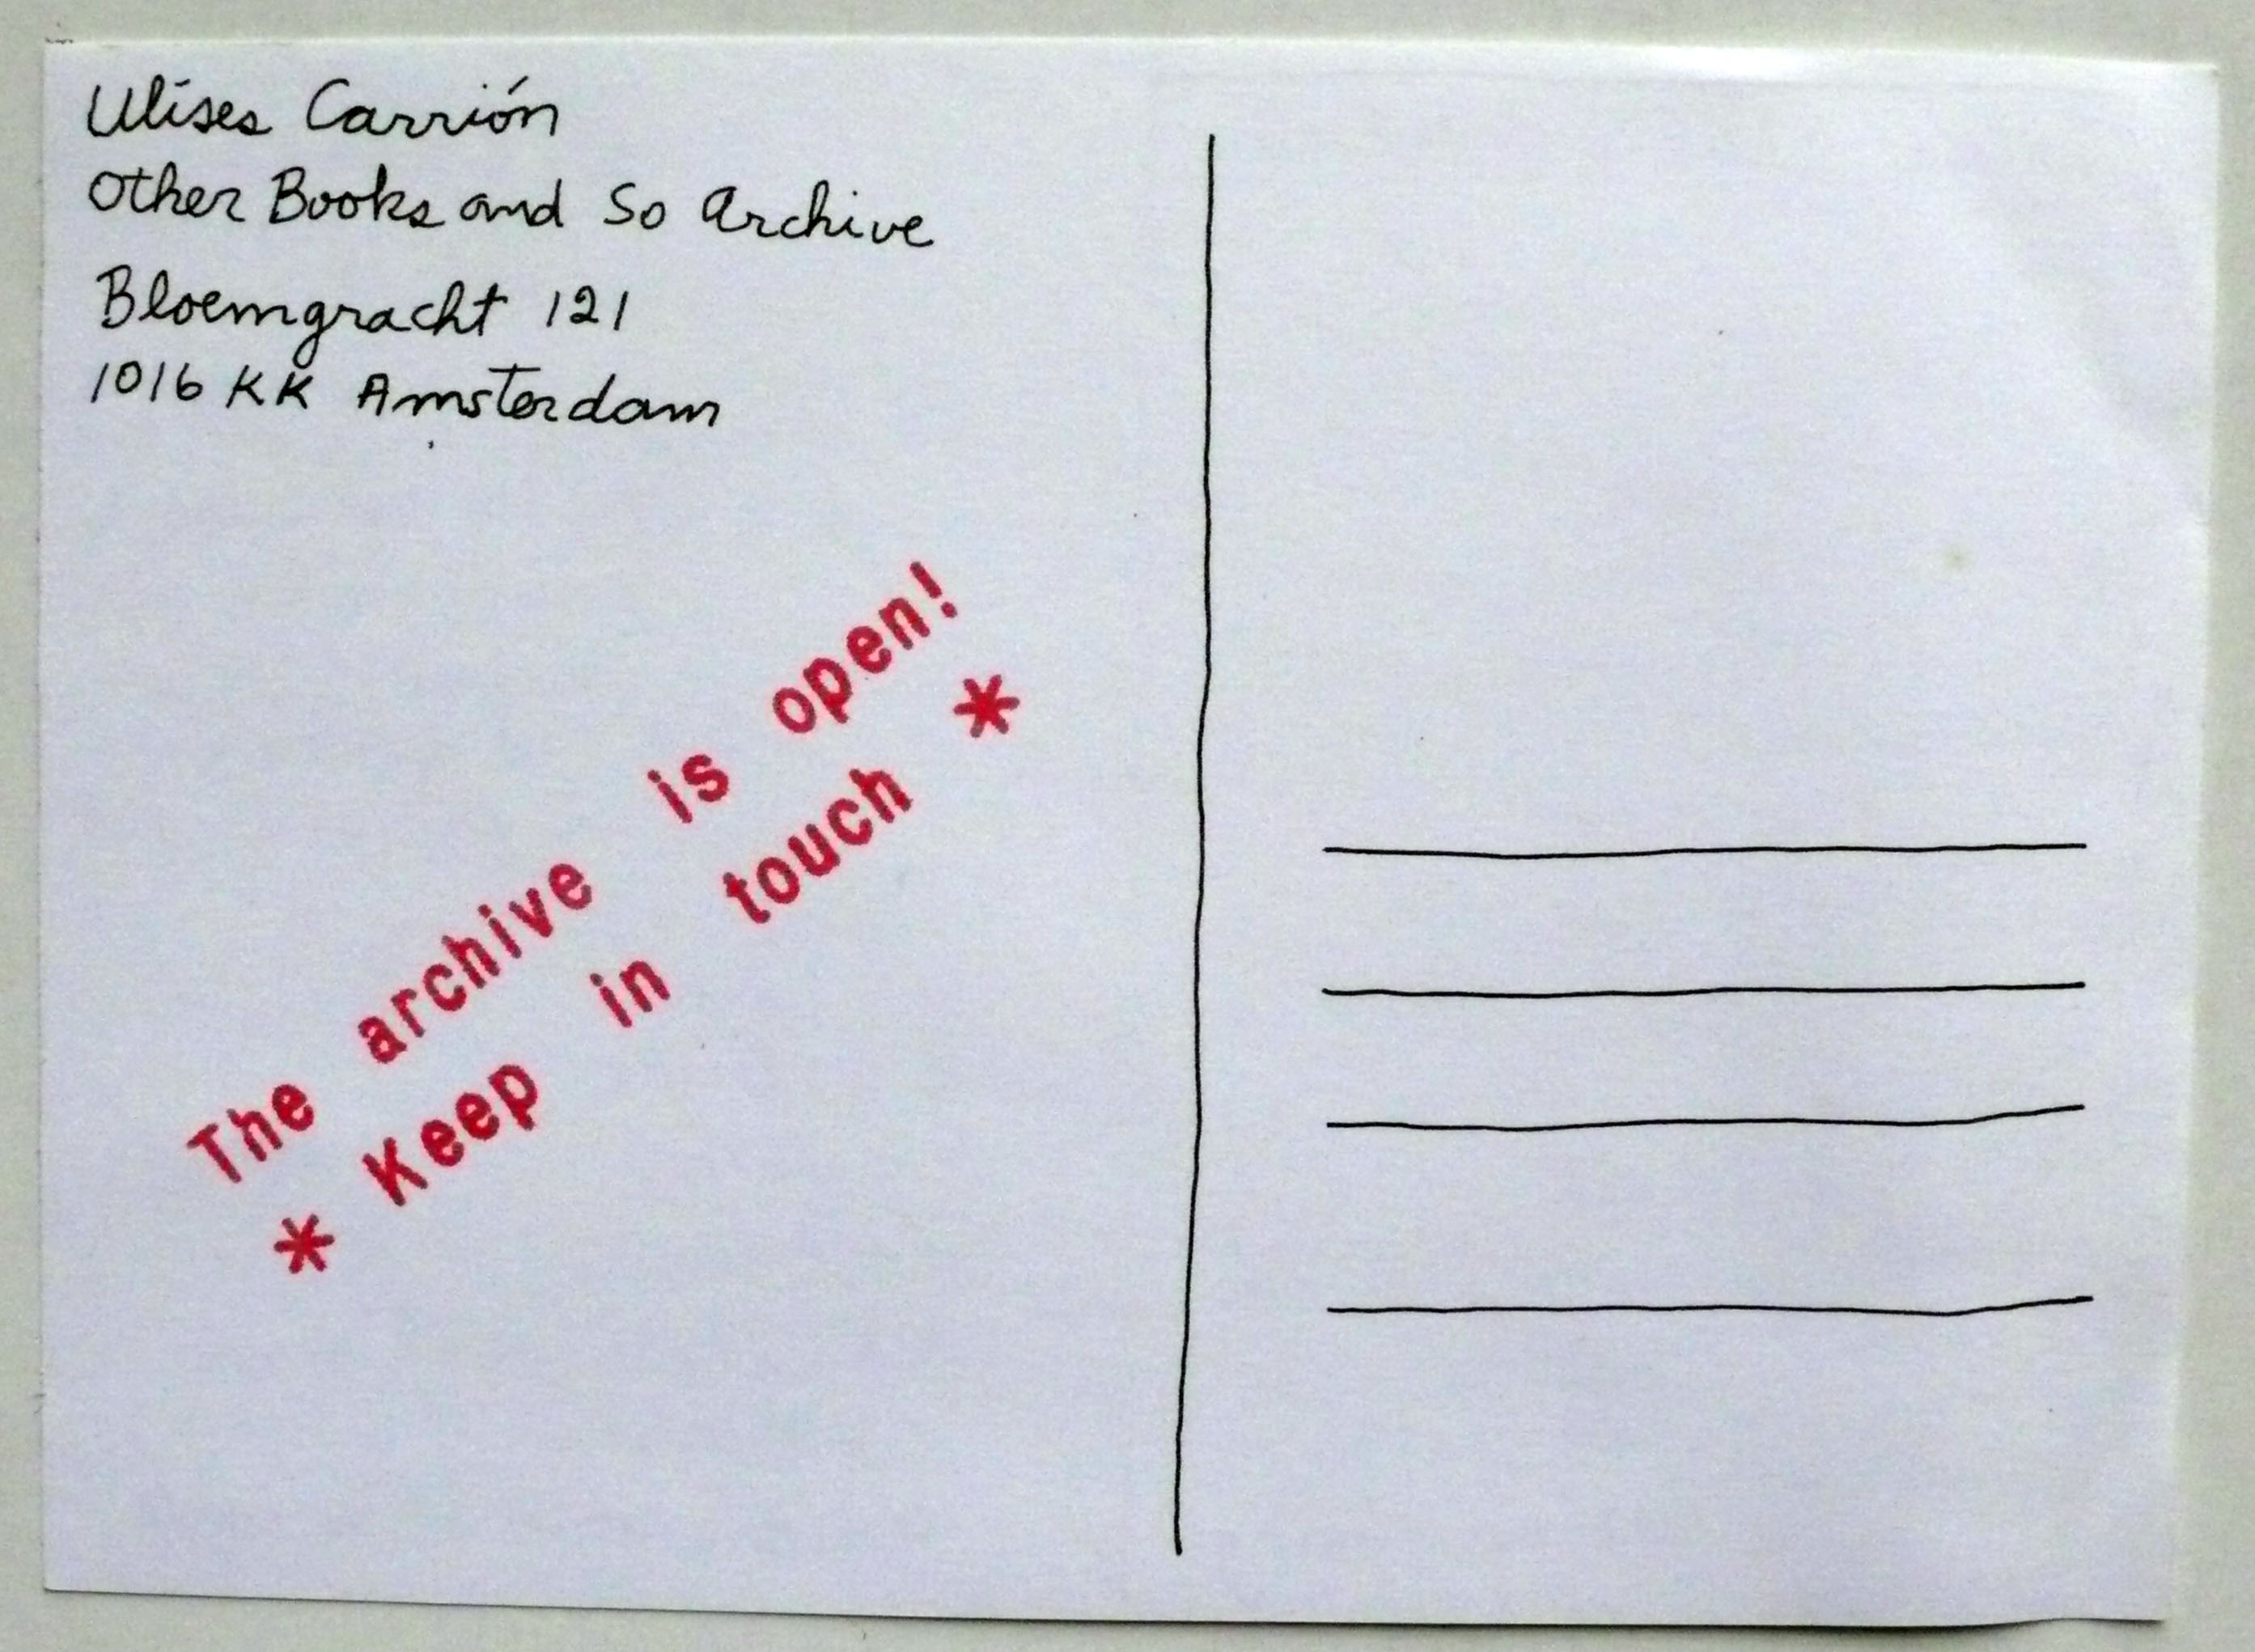 Ulises Carrión
Other Books and So Archive
Bloemgracht 121
1016 KK Amsterdam
The archive is open!
* Keep in touch *